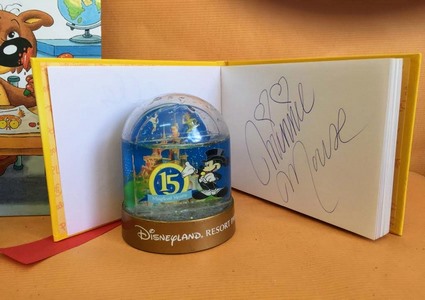 Minnie
Mouse
15
DISNEYLAND. RESORT